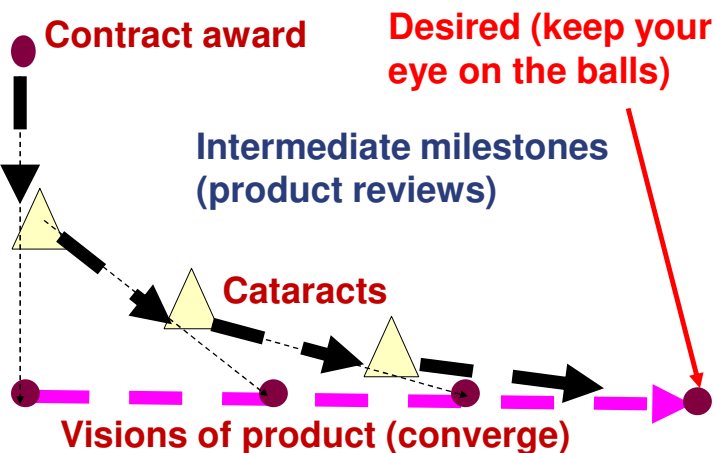 Contract award
Desired (keep your
eye on the balls)
Intermediate milestones
(product reviews)
Cataracts
Visions of product (converge)